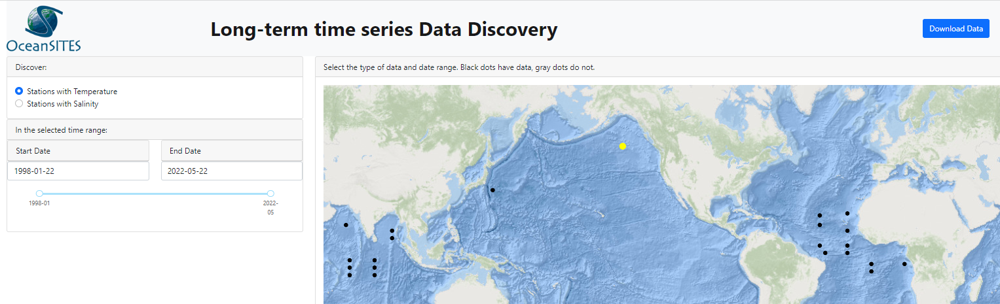 OceanSITES
Long-term time series Data Discovery
Download Data
Discover:
Stations with Temperature
Stations with Salinity
In the selected time range:
Start Date
End Date
1998-01-22
2022-05-22
1998-01
2022-
05
Select the type of data and date range. Black dots have data, gray dots do not.